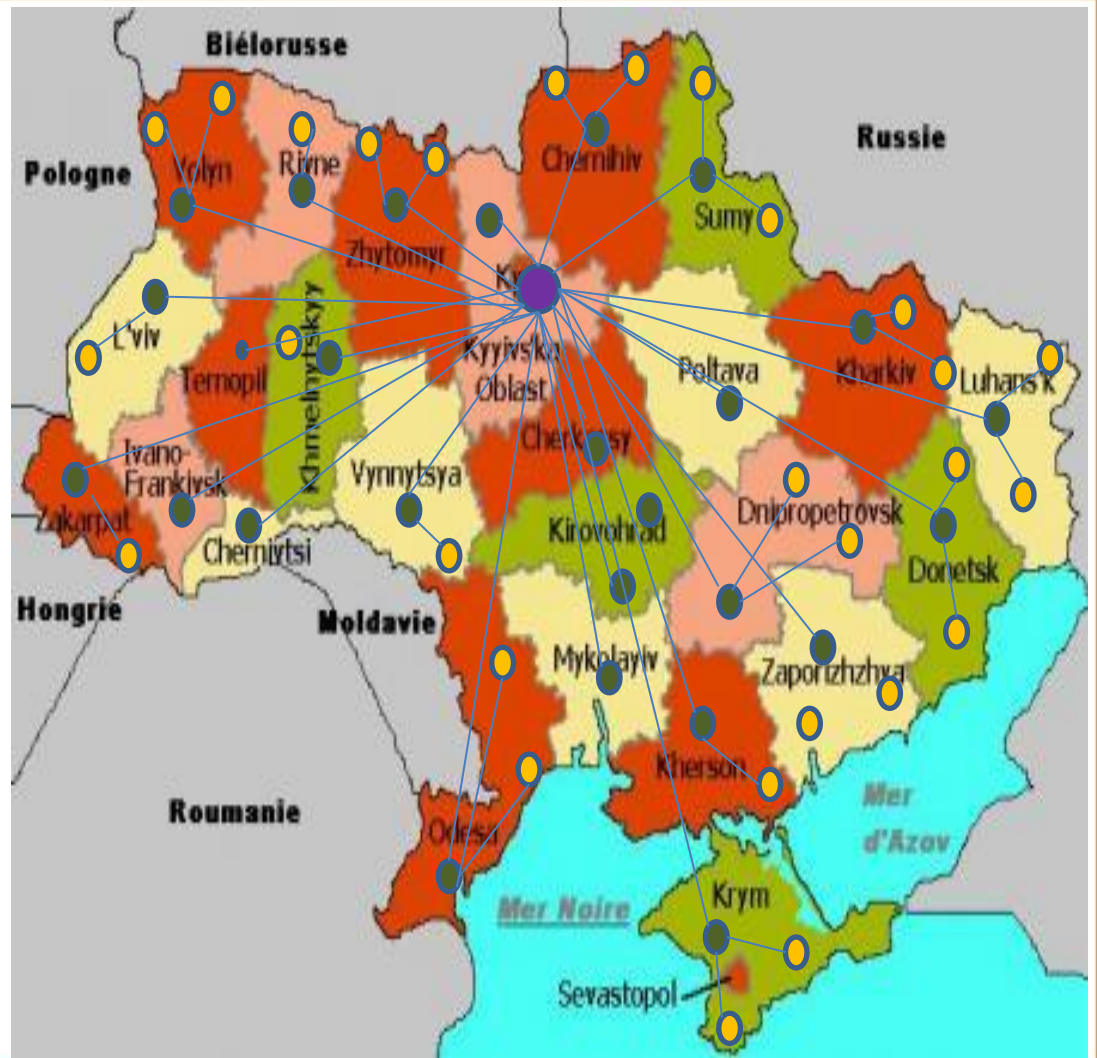 Biélorusse
Russie
Pologne
Volyn
Rivne
Chernihiv
Sumy
Zhytomyr
L'viv
Ternopil
Khmelnytskyy
Kyyivska
Oblast
Poltava
Kharkiv
Luhans'k
Cherkassy
Ivano-
Frankivsk
Vynnytsya
Zakarpat
Chernivtsi
Kirovohrad
Dnipropetrovsk
Donetsk
Hongrie
Moldavie
Mykolayiv
Zaporizhzhya
Kherson
Roumanie
Odesa
Mer
d'Azov
Mer Noire
Krym
Sevastopol